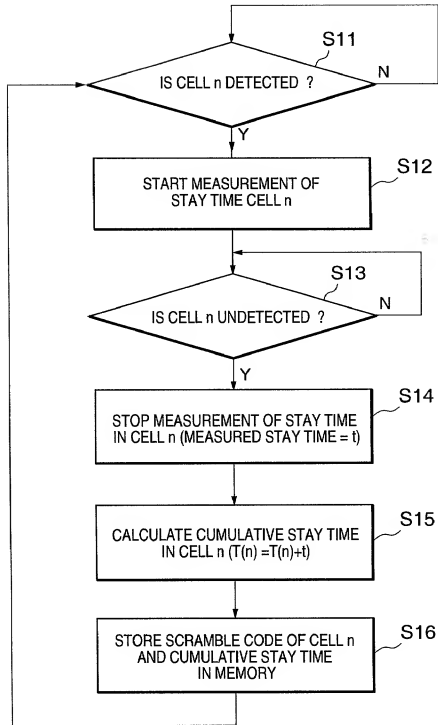 S11
IS CELL n DETECTED ?
N
Y
S12
START MEASUREMENT OF
STAY TIME CELL n
S13
IS CELL n UNDETECTED ?
N
Y
S14
STOP MEASUREMENT OF STAY TIME
IN CELL n (MEASURED STAY TIME = t)
S15
CALCULATE CUMULATIVE STAY TIME
IN CELL n (T(n) =T(n)+t)
S16
STORE SCRAMBLE CODE OF CELL n
AND CUMULATIVE STAY TIME
IN MEMORY